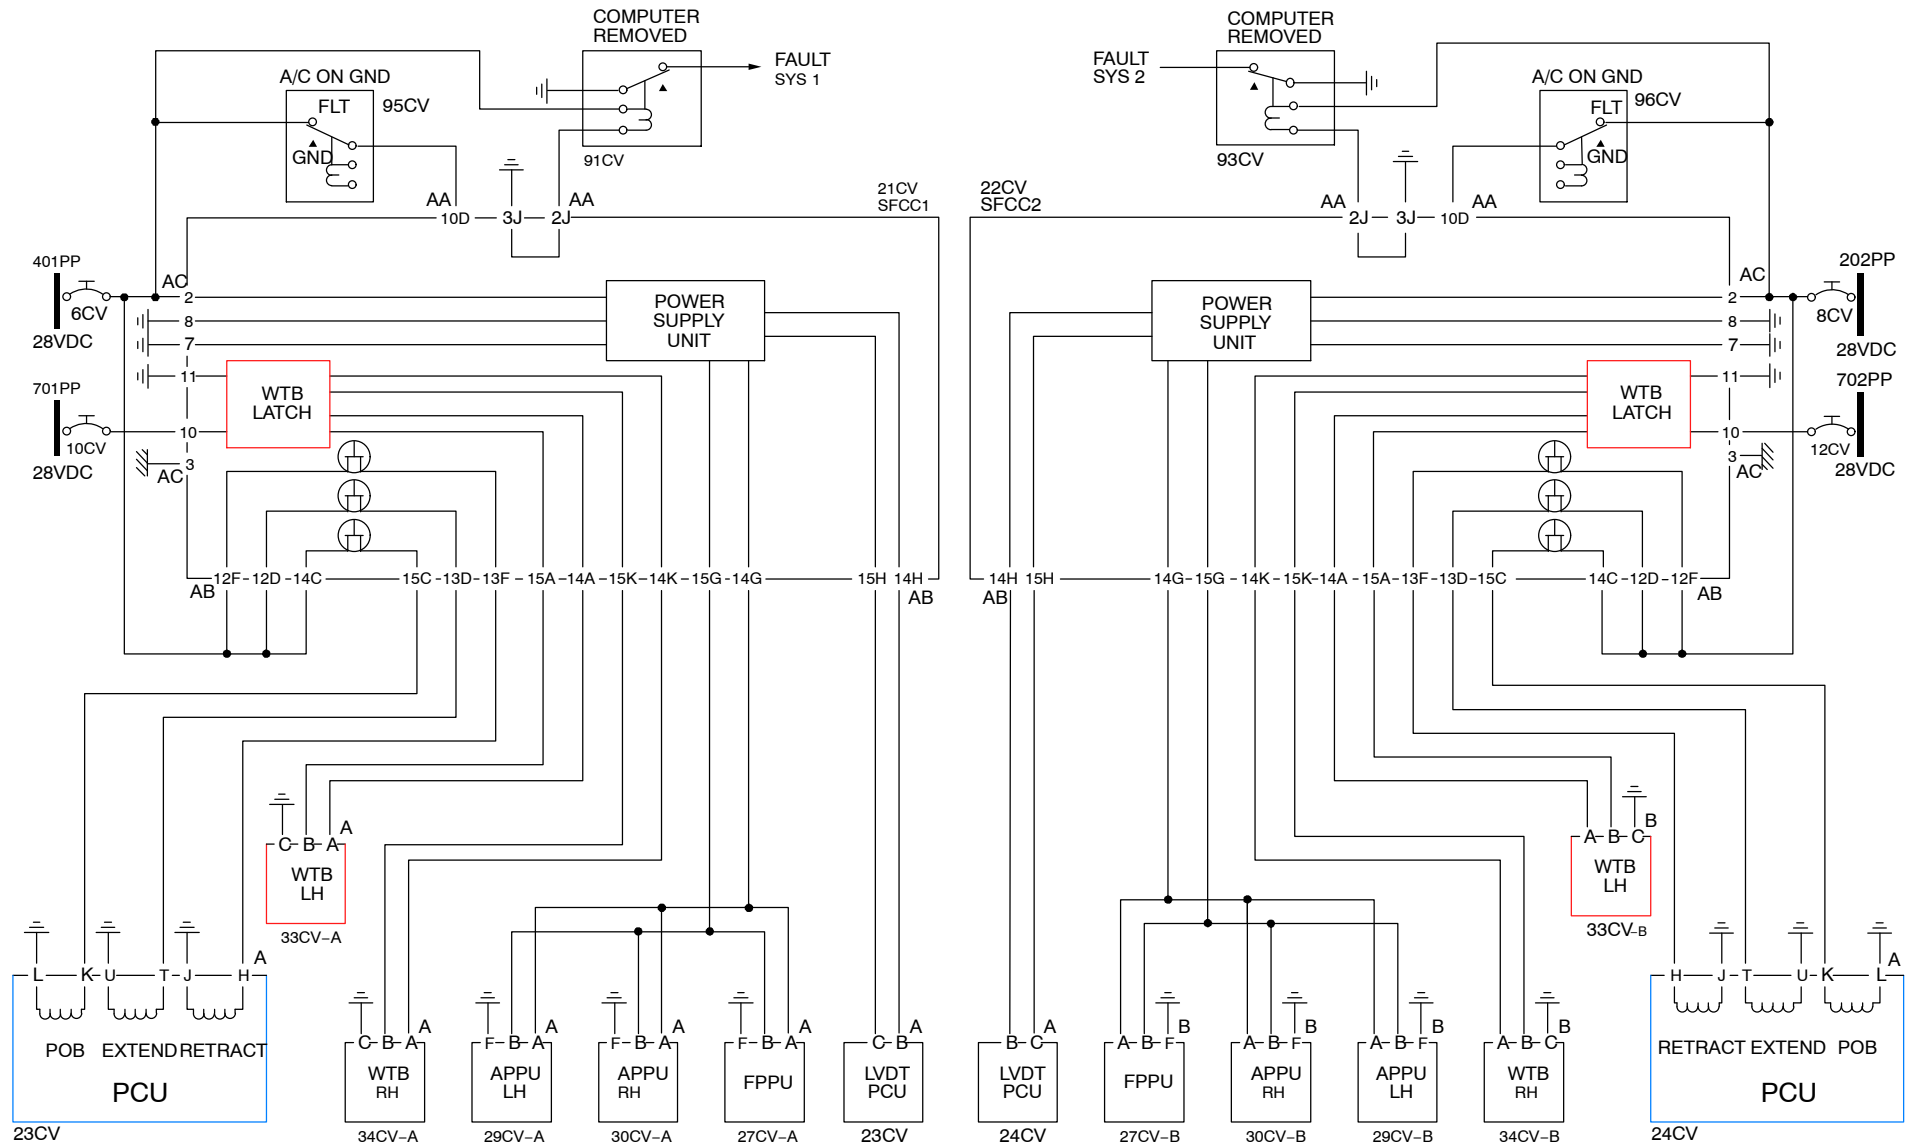 COMPUTER
REMOVED
FAULT
SYS 1
A/C ON GND
FLT
95CV
GND
91CV
AA
10D
3J
2J
AA
21CV
SFCC1
401PP
6CV
28VDC
AC
2
8
7
11
701PP
10CV
28VDC
10
3
AC
POWER
SUPPLY
UNIT
WTB
LATCH
12F
12D
14C
15C
13D
13F
15A
14A
15K
14K
15G
14G
15H
14H
AB
AB
C B A
A
WTB
LH
33CV-A
L K U T J H
A
POB EXTEND RETRACT
PCU
23CV
C B A
A
WTB
RH
34CV-A
F B A
A
APPU
LH
29CV-A
F B A
A
APPU
RH
30CV-A
F B A
A
FPPU
27CV-A
C B
A
LVDT
PCU
23CV
COMPUTER
REMOVED
FAULT
SYS 2
93CV
A/C ON GND
FLT
96CV
GND
22CV
SFCC2
AA
2J
3J
10D
AA
AC
2
8
7
11
10
3
AC
202PP
8CV
28VDC
702PP
12CV
28VDC
POWER
SUPPLY
UNIT
WTB
LATCH
14H
15H
14G
15G
14K
15K
14A
15A
13F
13D
15C
14C
12D
12F
AB
AB
A B C
B
WTB
LH
33CV-B
H J T U K L
A
RETRACT EXTEND POB
PCU
24CV
B C
A
LVDT
PCU
24CV
A B F
B
FPPU
27CV-B
A B F
B
APPU
RH
30CV-B
A B F
B
APPU
LH
29CV-B
A B C
B
WTB
RH
34CV-B